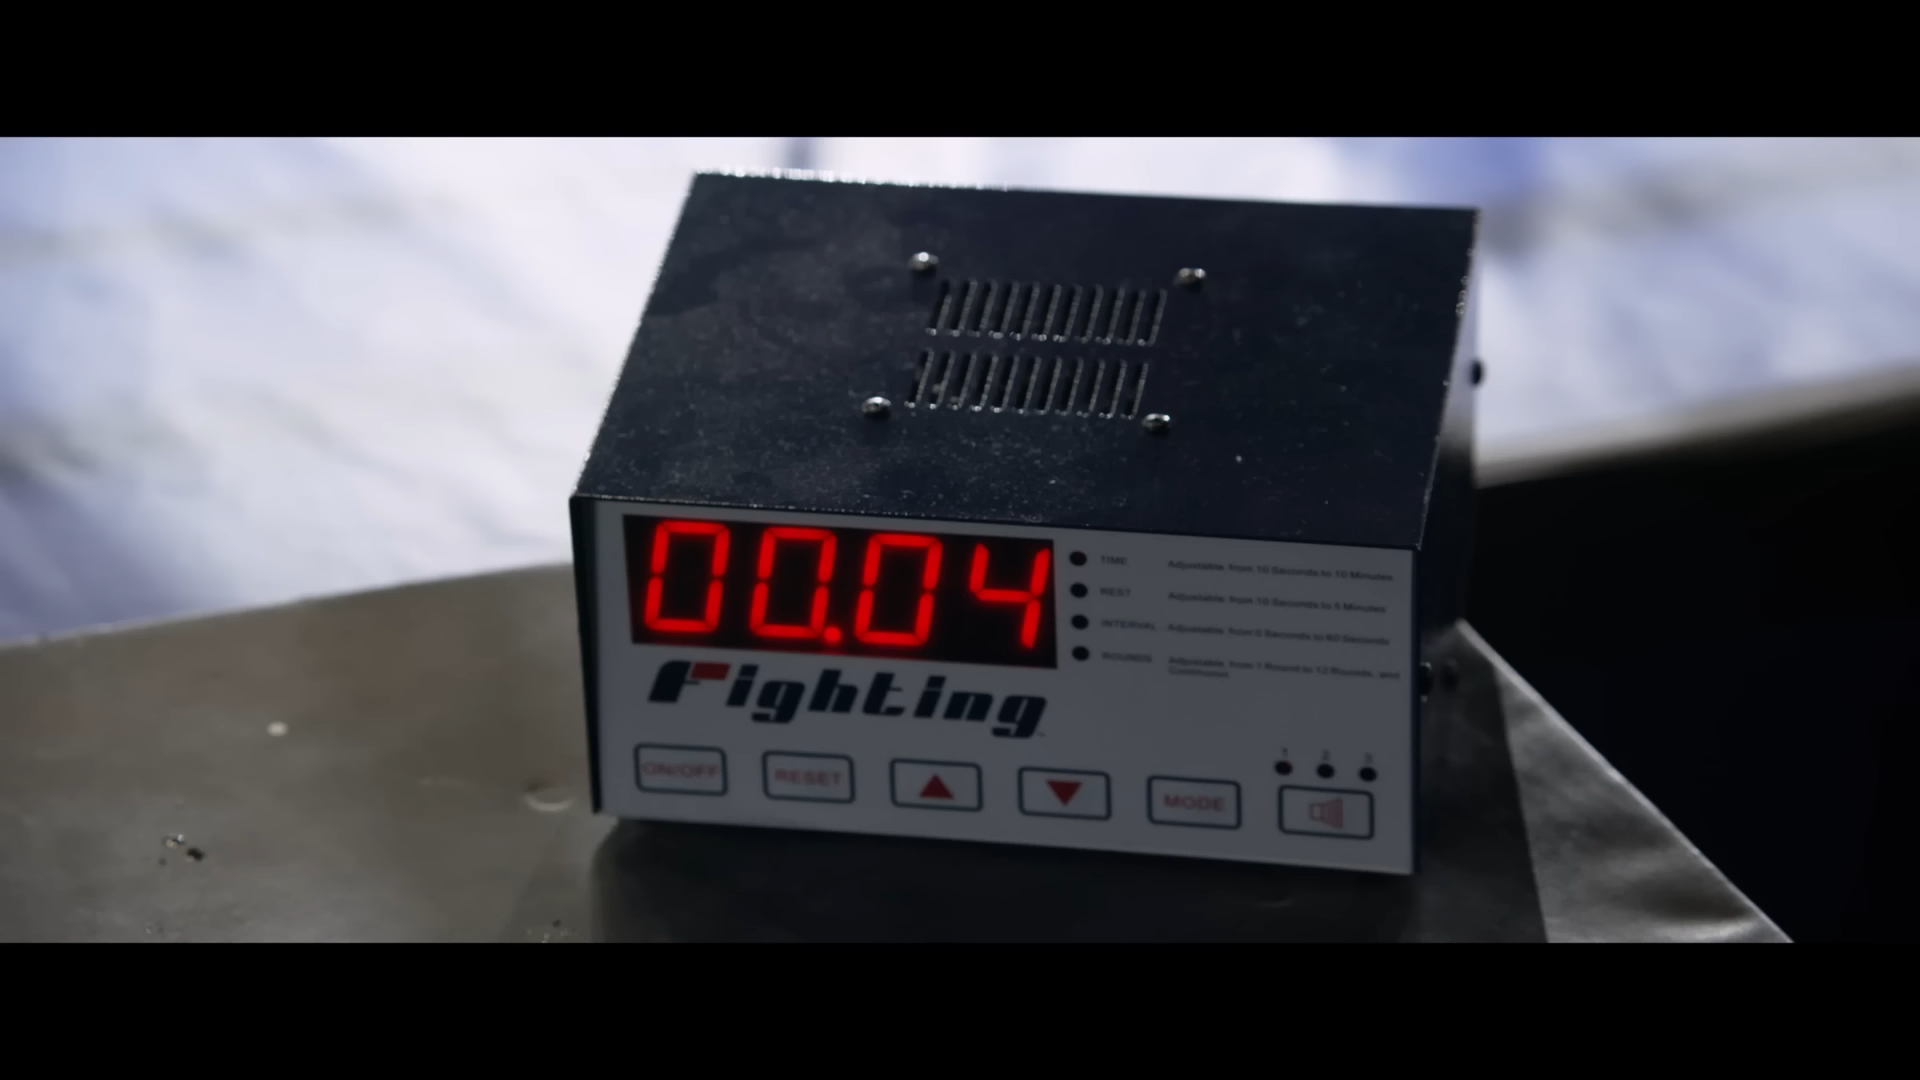 00.04
TIME Adjustable from 10 Seconds to 10 Minutes
REST Adjustable from 10 Seconds to 5 Minutes
INTERVAL Adjustable from 0 Seconds to 60 Seconds
ROUNDS Adjustable from 1 Round to 12 Rounds, and
Continuous
Fighting
1 2 3
ON/OFF RESET MODE